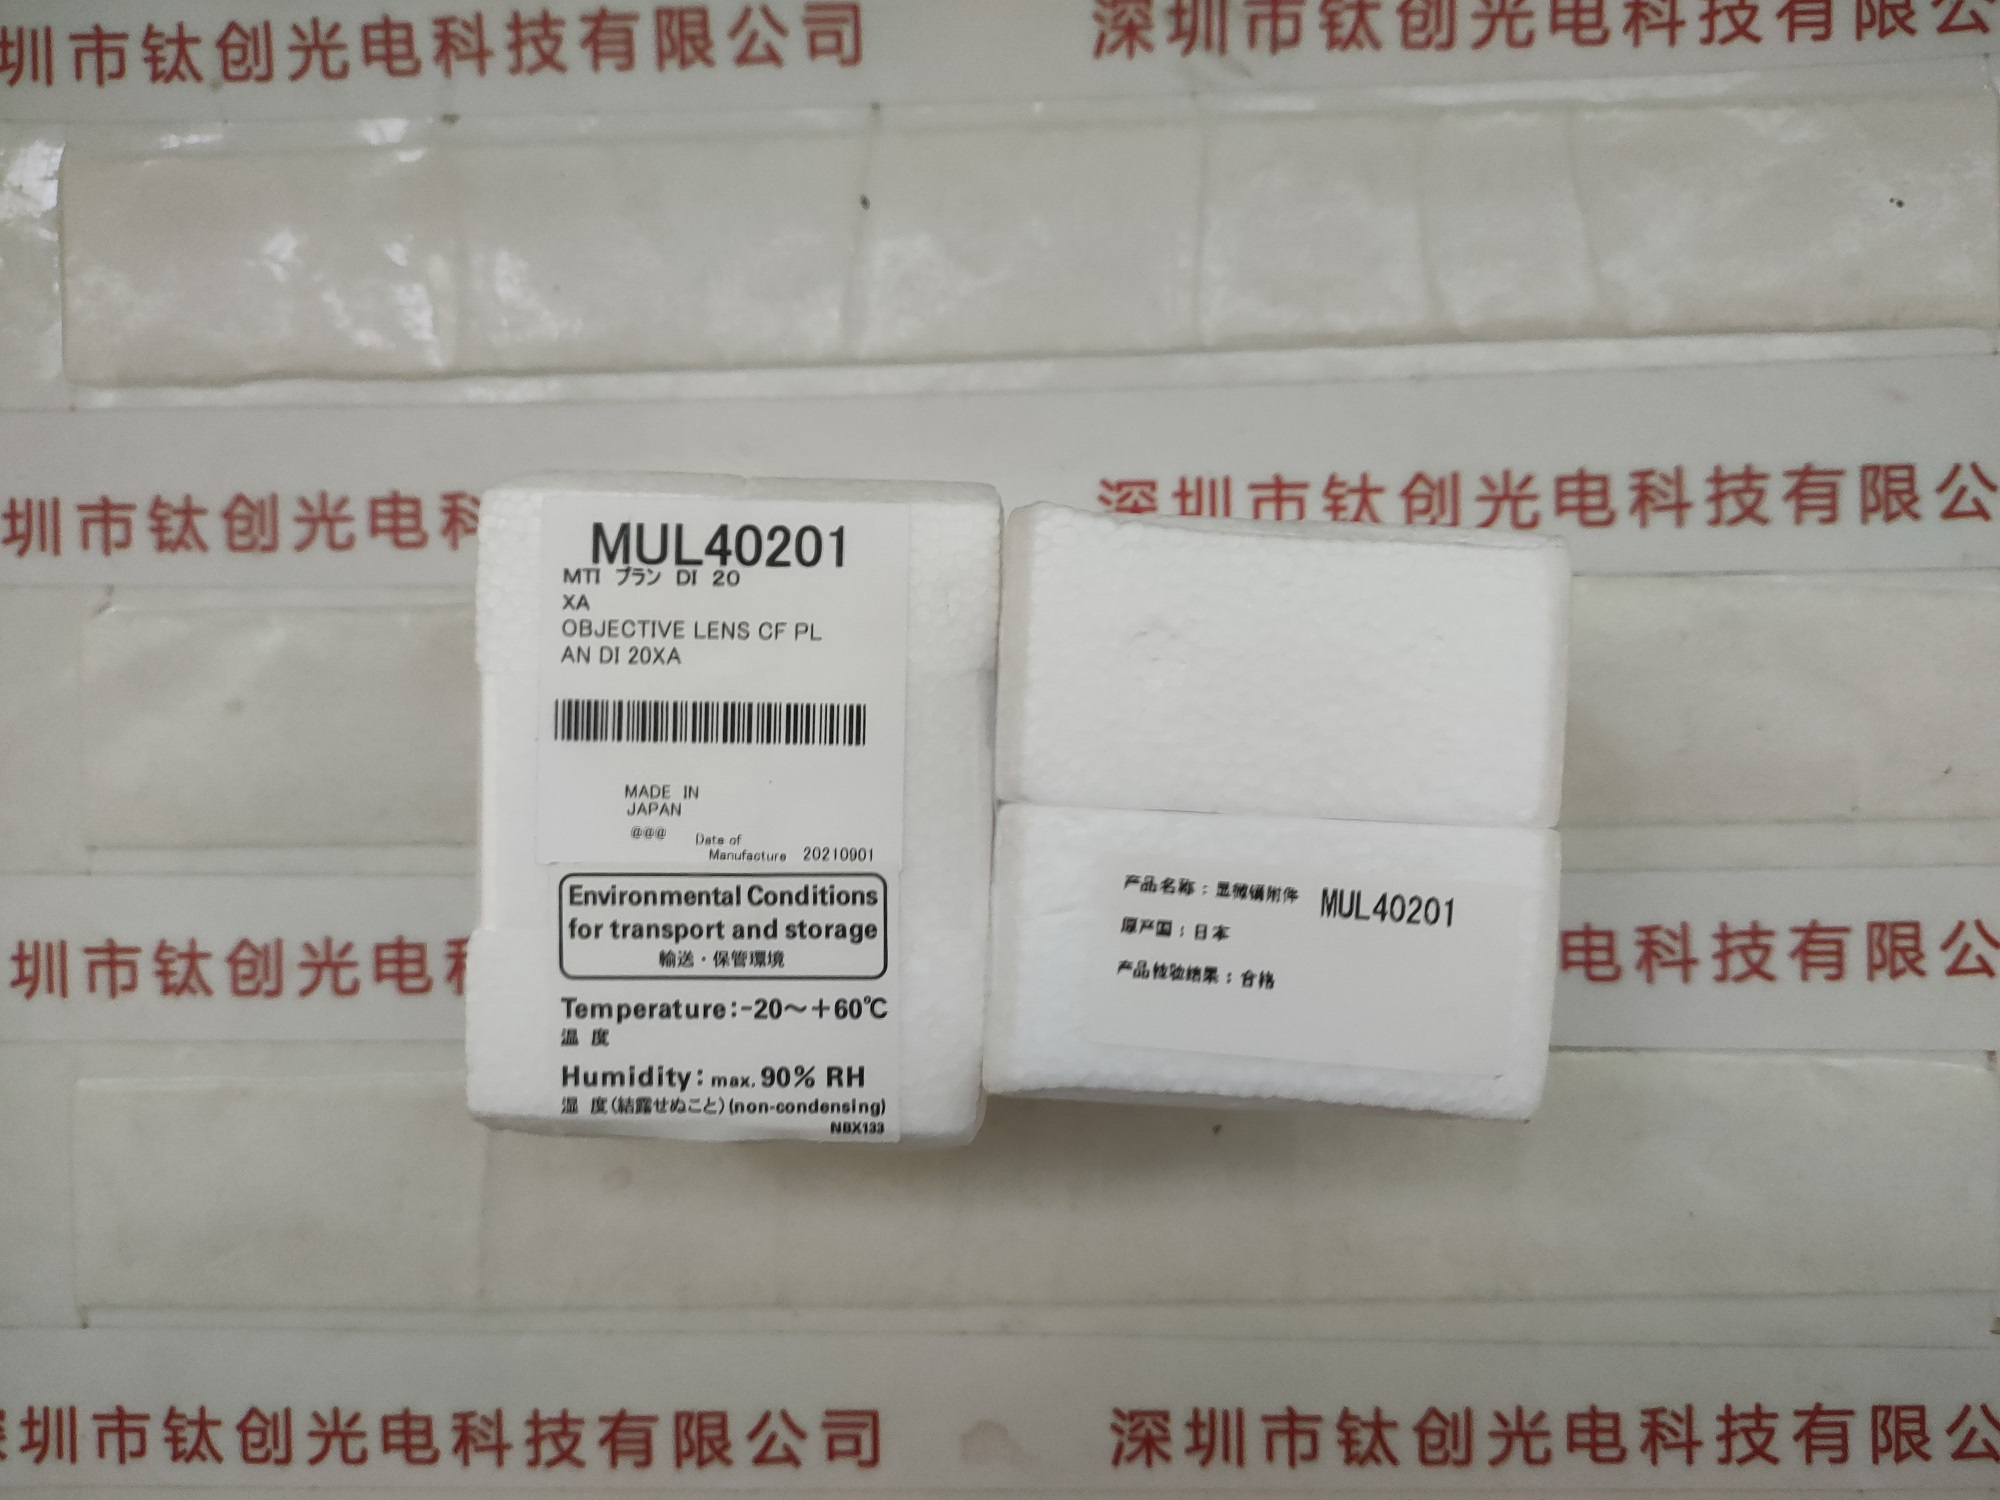 圳市钛创光电科技有限公司
深圳市钛创光电科技有限公
圳市钛创光电科
深圳市钛创光电科技有限公
MUL40201
MTI プラン DI 20
XA
OBJECTIVE LENS CF PL
AN DI 20XA
MADE IN
JAPAN
@@@
Date of
Manufacture 20210901
Environmental Conditions
for transport and storage
輸送・保管環境
Temperature:-20～+60℃
温 度
Humidity: max. 90% RH
湿 度(結露せぬこと)(non-condensing)
NBX133
产品名称：显微镜附件 MUL40201
原产国：日本
产品检验结果：合格
圳市钛创光电科
电科技有限公
深圳市钛创光电科技有限公司
深圳市钛创光电科技有限公